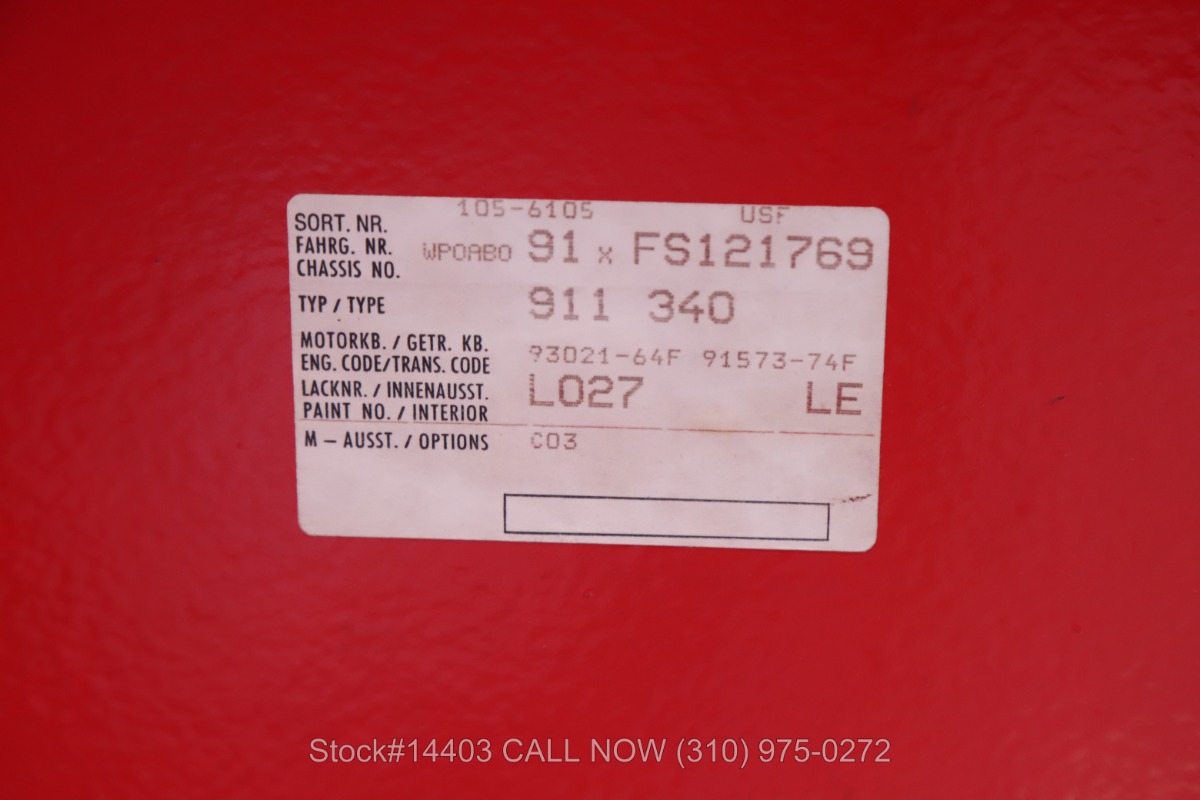 105-6105 USF
SORT. NR.
FAHRG. NR.
CHASSIS NO. WPOABO 91 x FS121769
TYP / TYPE 911 340
MOTORKB. / GETR. KB.
ENG. CODE/TRANS. CODE 93021-64F 91573-74F
LACKNR. / INNENAUSST.
PAINT NO. / INTERIOR L027 LE
M – AUSST. / OPTIONS C03
Stock#14403 CALL NOW (310) 975-0272